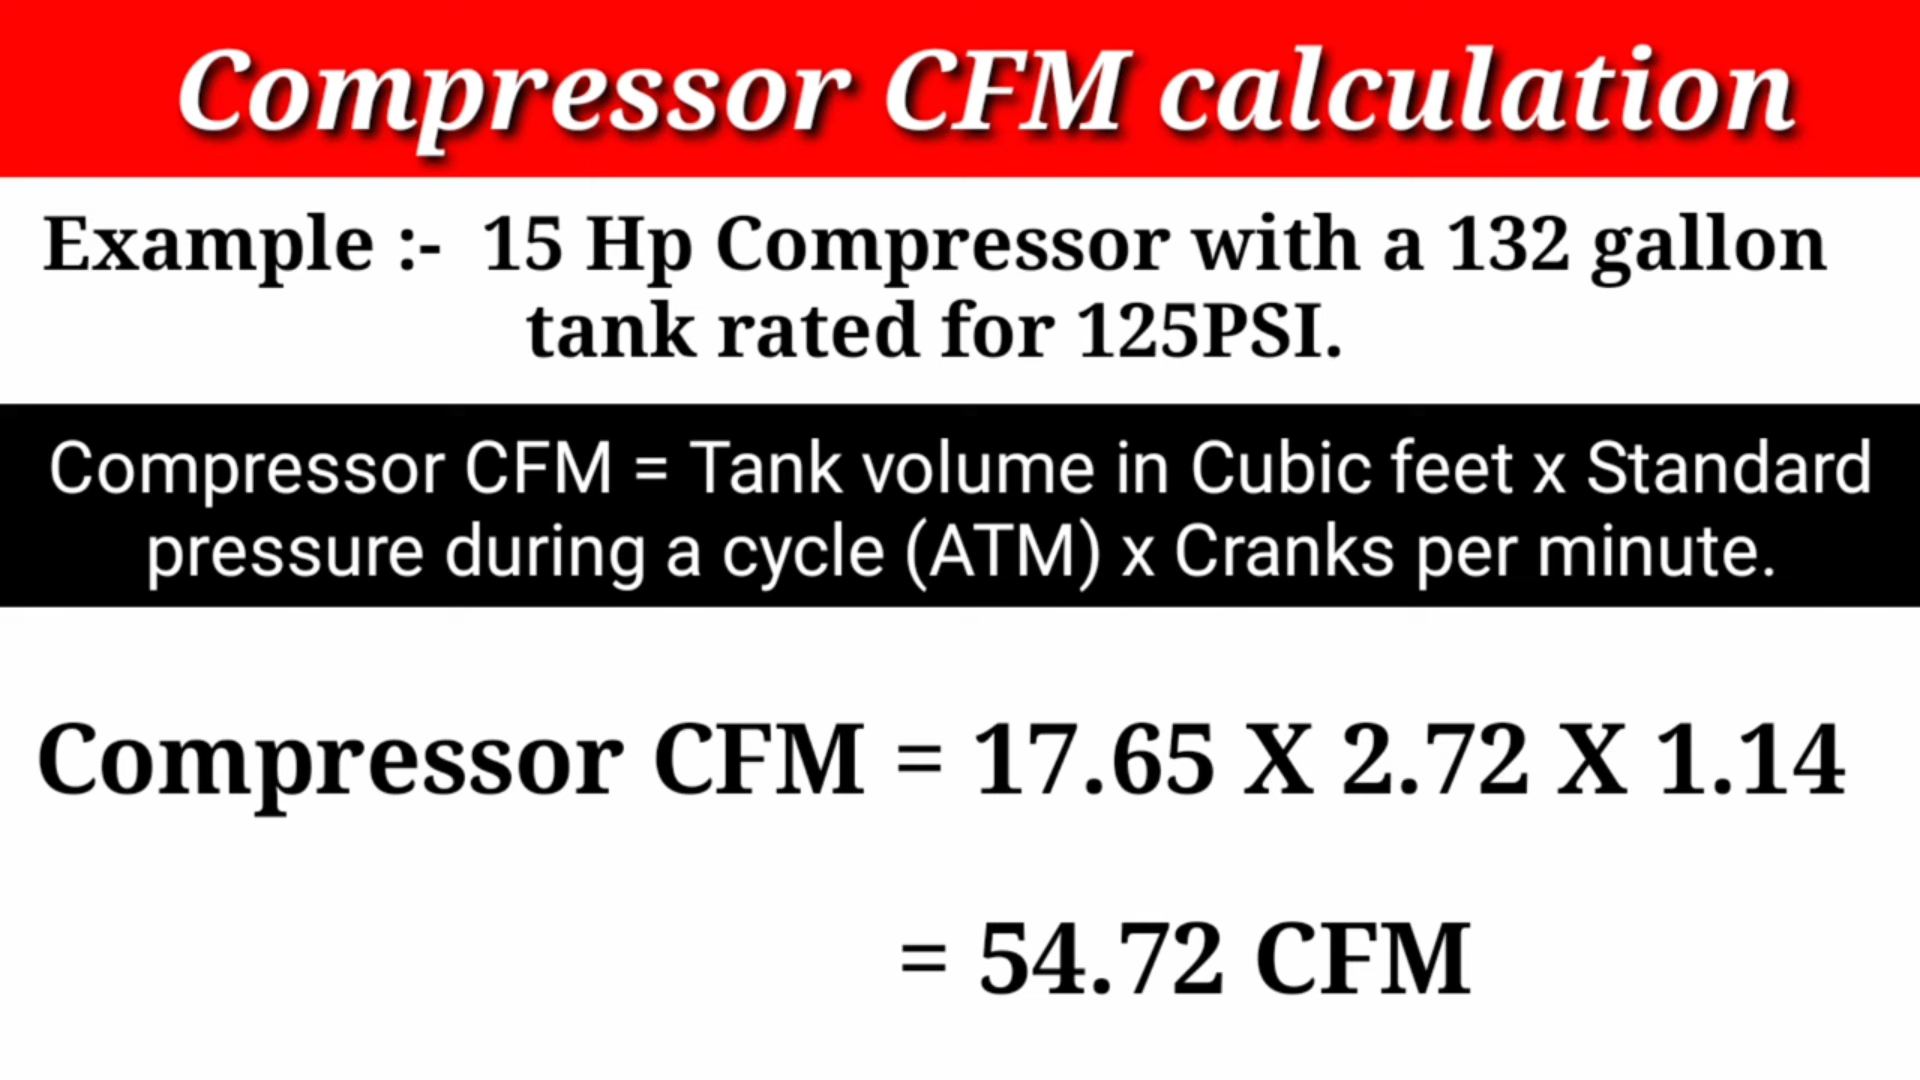 Compressor CFM calculation
Example :- 15 Hp Compressor with a 132 gallon
tank rated for 125PSI.
Compressor CFM = Tank volume in Cubic feet x Standard
pressure during a cycle (ATM) x Cranks per minute.
Compressor CFM = 17.65 X 2.72 X 1.14
= 54.72 CFM